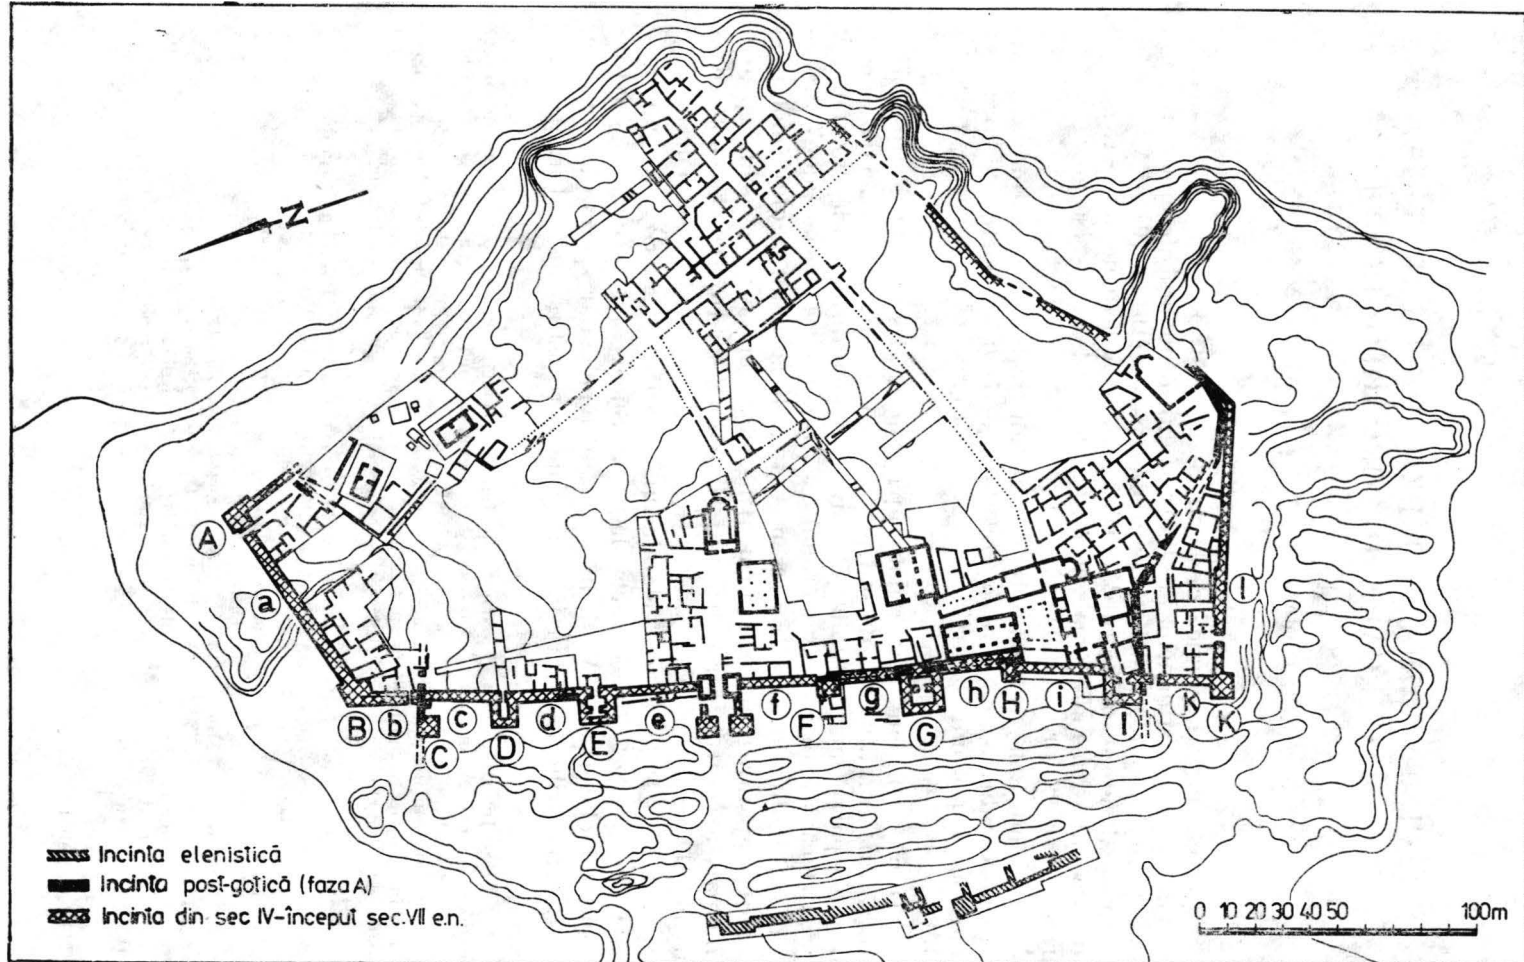 N
A
a
B
b
C
c
D
d
E
e
f
F
g
G
h
H
i
I
k
K
l
Incinta elenistică
Incinta post-gotică (faza A)
Incinta din sec IV-început sec. VII e.n.
0 10 20 30 40 50 100m